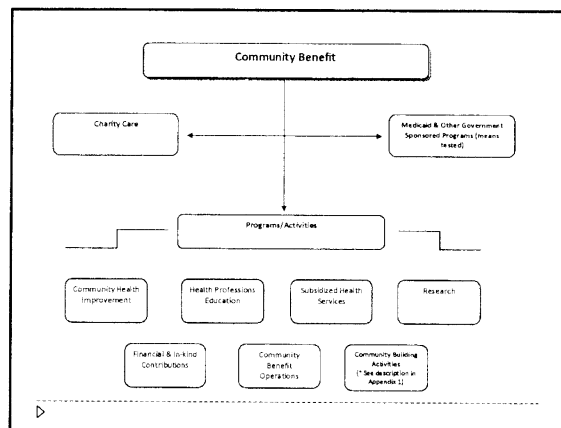 Community Benefit
Charity Care
Medicaid & Other Government
Sponsored Programs (means
tested)
Programs/Activities
Community Health
Improvement
Health Professions
Education
Subsidized Health
Services
Research
Financial & In-kind
Contributions
Community
Benefit
Operations
Community Building
Activities
(* See description in
Appendix 1)